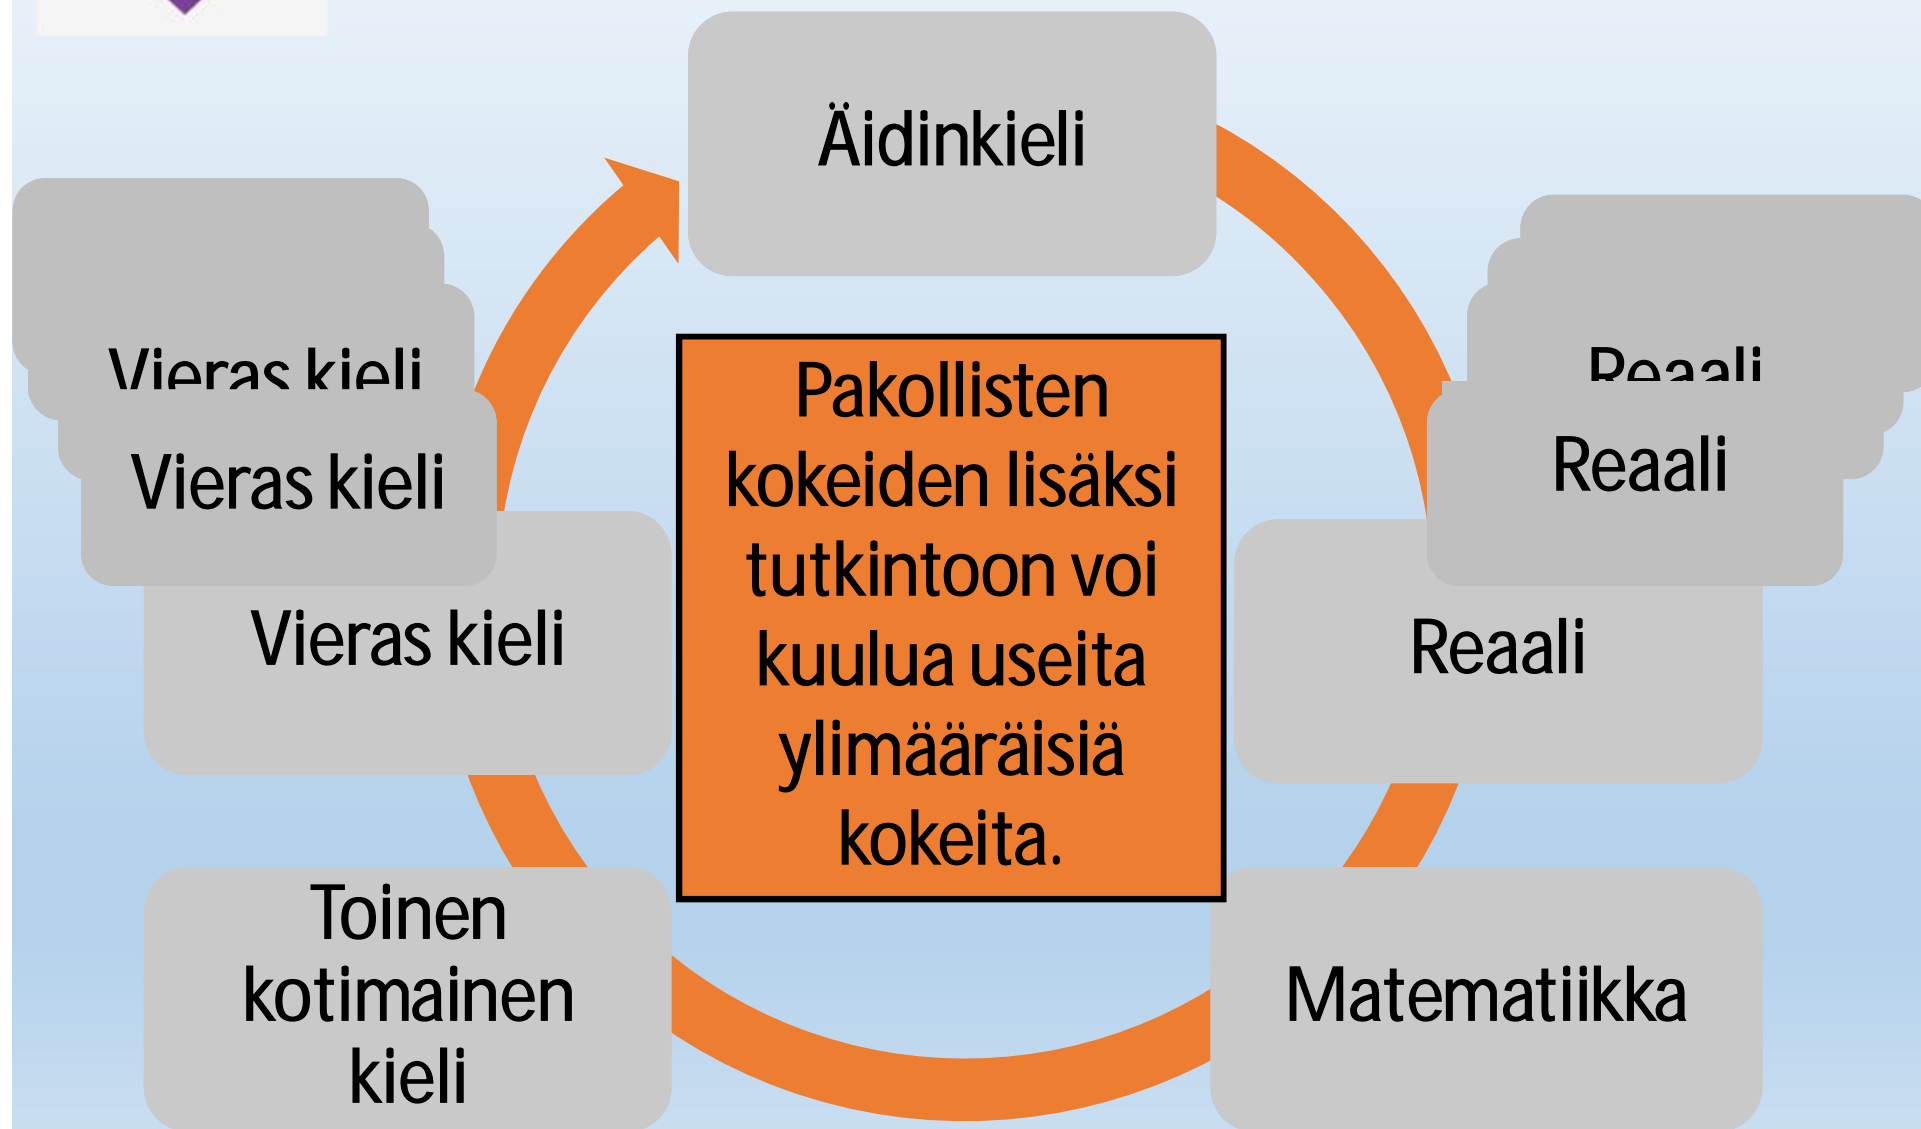 Äidinkieli
Vieras kieli
Vieras kieli
Vieras kieli
Pakollisten
kokeiden lisäksi
tutkintoon voi
kuulua useita
ylimääräisiä
kokeita.
Reaali
Reaali
Reaali
Toinen
kotimainen
kieli
Matematiikka